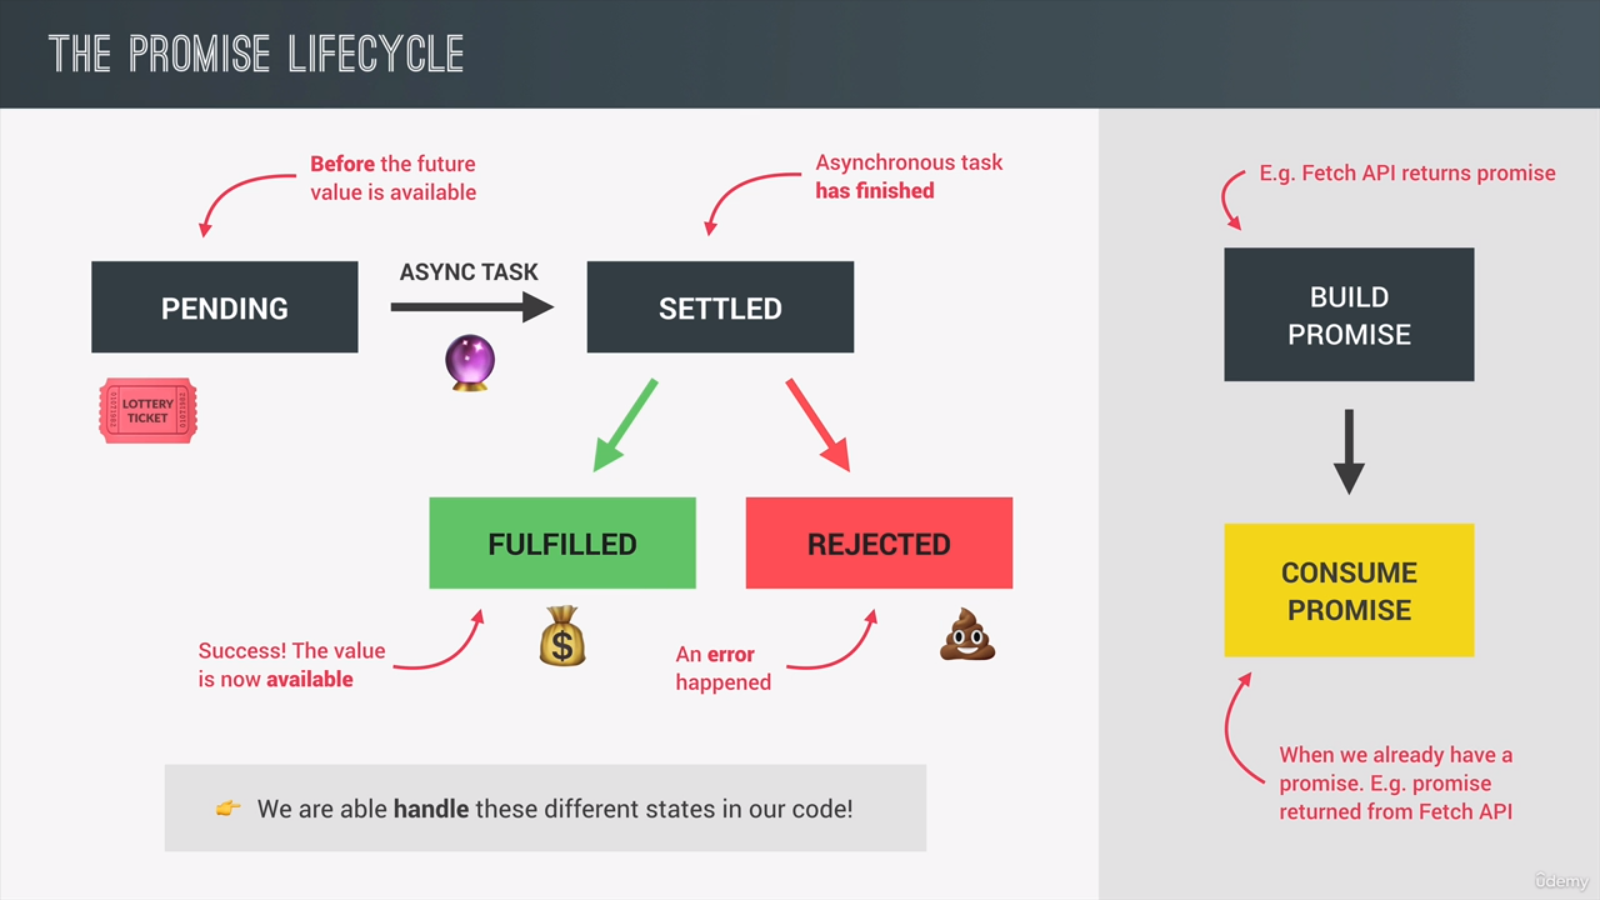 THE PROMISE LIFECYCLE
Before the future
value is available
Asynchronous task
has finished
PENDING
ASYNC TASK
SETTLED
LOTTERY
TICKET
FULFILLED
REJECTED
Success! The value
is now available
$
An error
happened
👉 We are able handle these different states in our code!
E.g. Fetch API returns promise
BUILD
PROMISE
CONSUME
PROMISE
When we already have a
promise. E.g. promise
returned from Fetch API
ûdemy